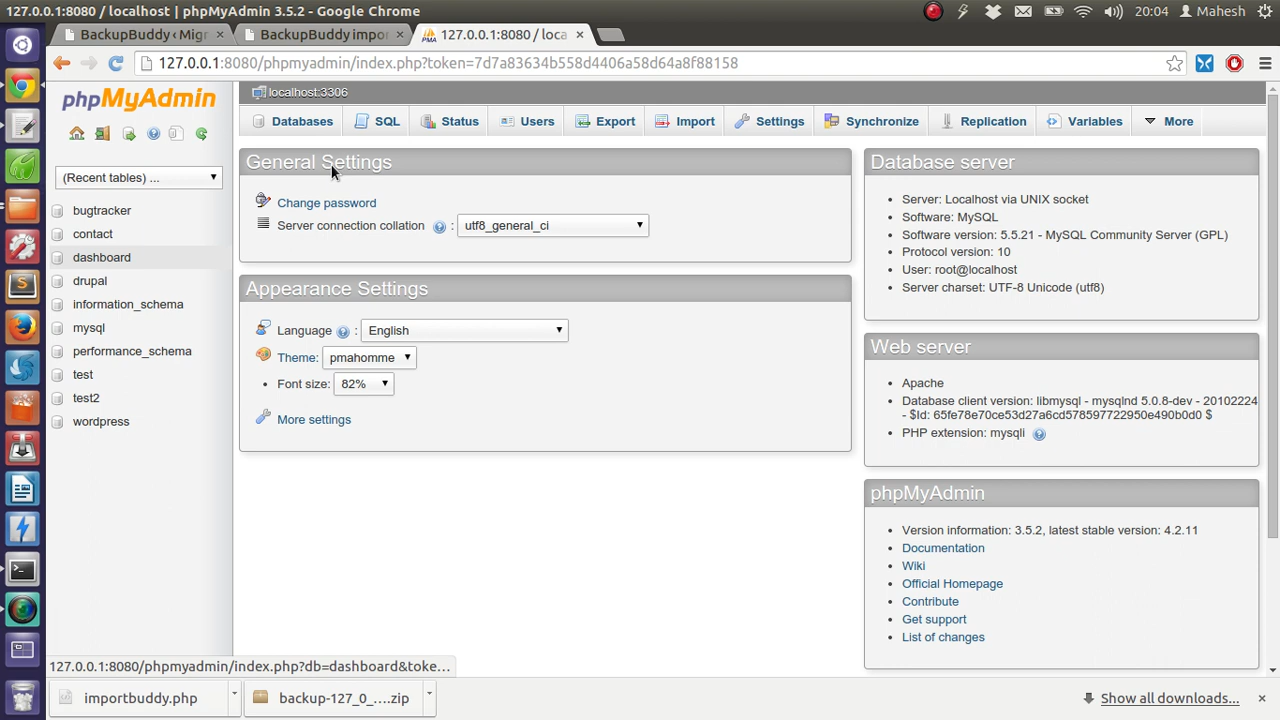 127.0.0.1:8080 / localhost | phpMyAdmin 3.5.2 - Google Chrome
20:04 Mahesh
BackupBuddy ‹ Migr ×
BackupBuddy impor ×
127.0.0.1:8080 / loca ×
127.0.0.1:8080/phpmyadmin/index.php?token=7d7a83634b558d4406a58d64a8f88158
phpMyAdmin
(Recent tables) ...
bugtracker
contact
dashboard
drupal
information_schema
mysql
performance_schema
test
test2
wordpress
localhost:3306
Databases SQL Status Users Export Import Settings Synchronize Replication Variables More
General Settings
Change password
Server connection collation : utf8_general_ci
Appearance Settings
Language : English
Theme: pmahomme
Font size: 82%
More settings
Database server
Server: Localhost via UNIX socket
Software: MySQL
Software version: 5.5.21 - MySQL Community Server (GPL)
Protocol version: 10
User: root@localhost
Server charset: UTF-8 Unicode (utf8)
Web server
Apache
Database client version: libmysql - mysqlnd 5.0.8-dev - 20102224
- $Id: 65fe78e70ce53d27a6cd578597722950e490b0d0 $
PHP extension: mysqli
phpMyAdmin
Version information: 3.5.2, latest stable version: 4.2.11
Documentation
Wiki
Official Homepage
Contribute
Get support
List of changes
127.0.0.1:8080/phpmyadmin/index.php?db=dashboard&toke...
importbuddy.php
backup-127_0_....zip
Show all downloads...